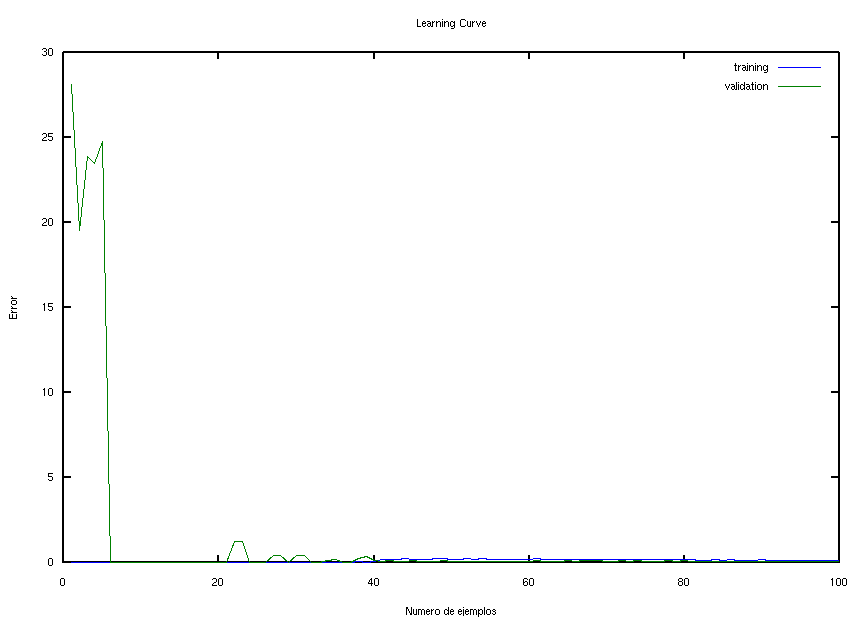 Learning Curve
training
validation
30
25
20
15
10
5
0
Error
0 20 40 60 80 100
Numero de ejemplos